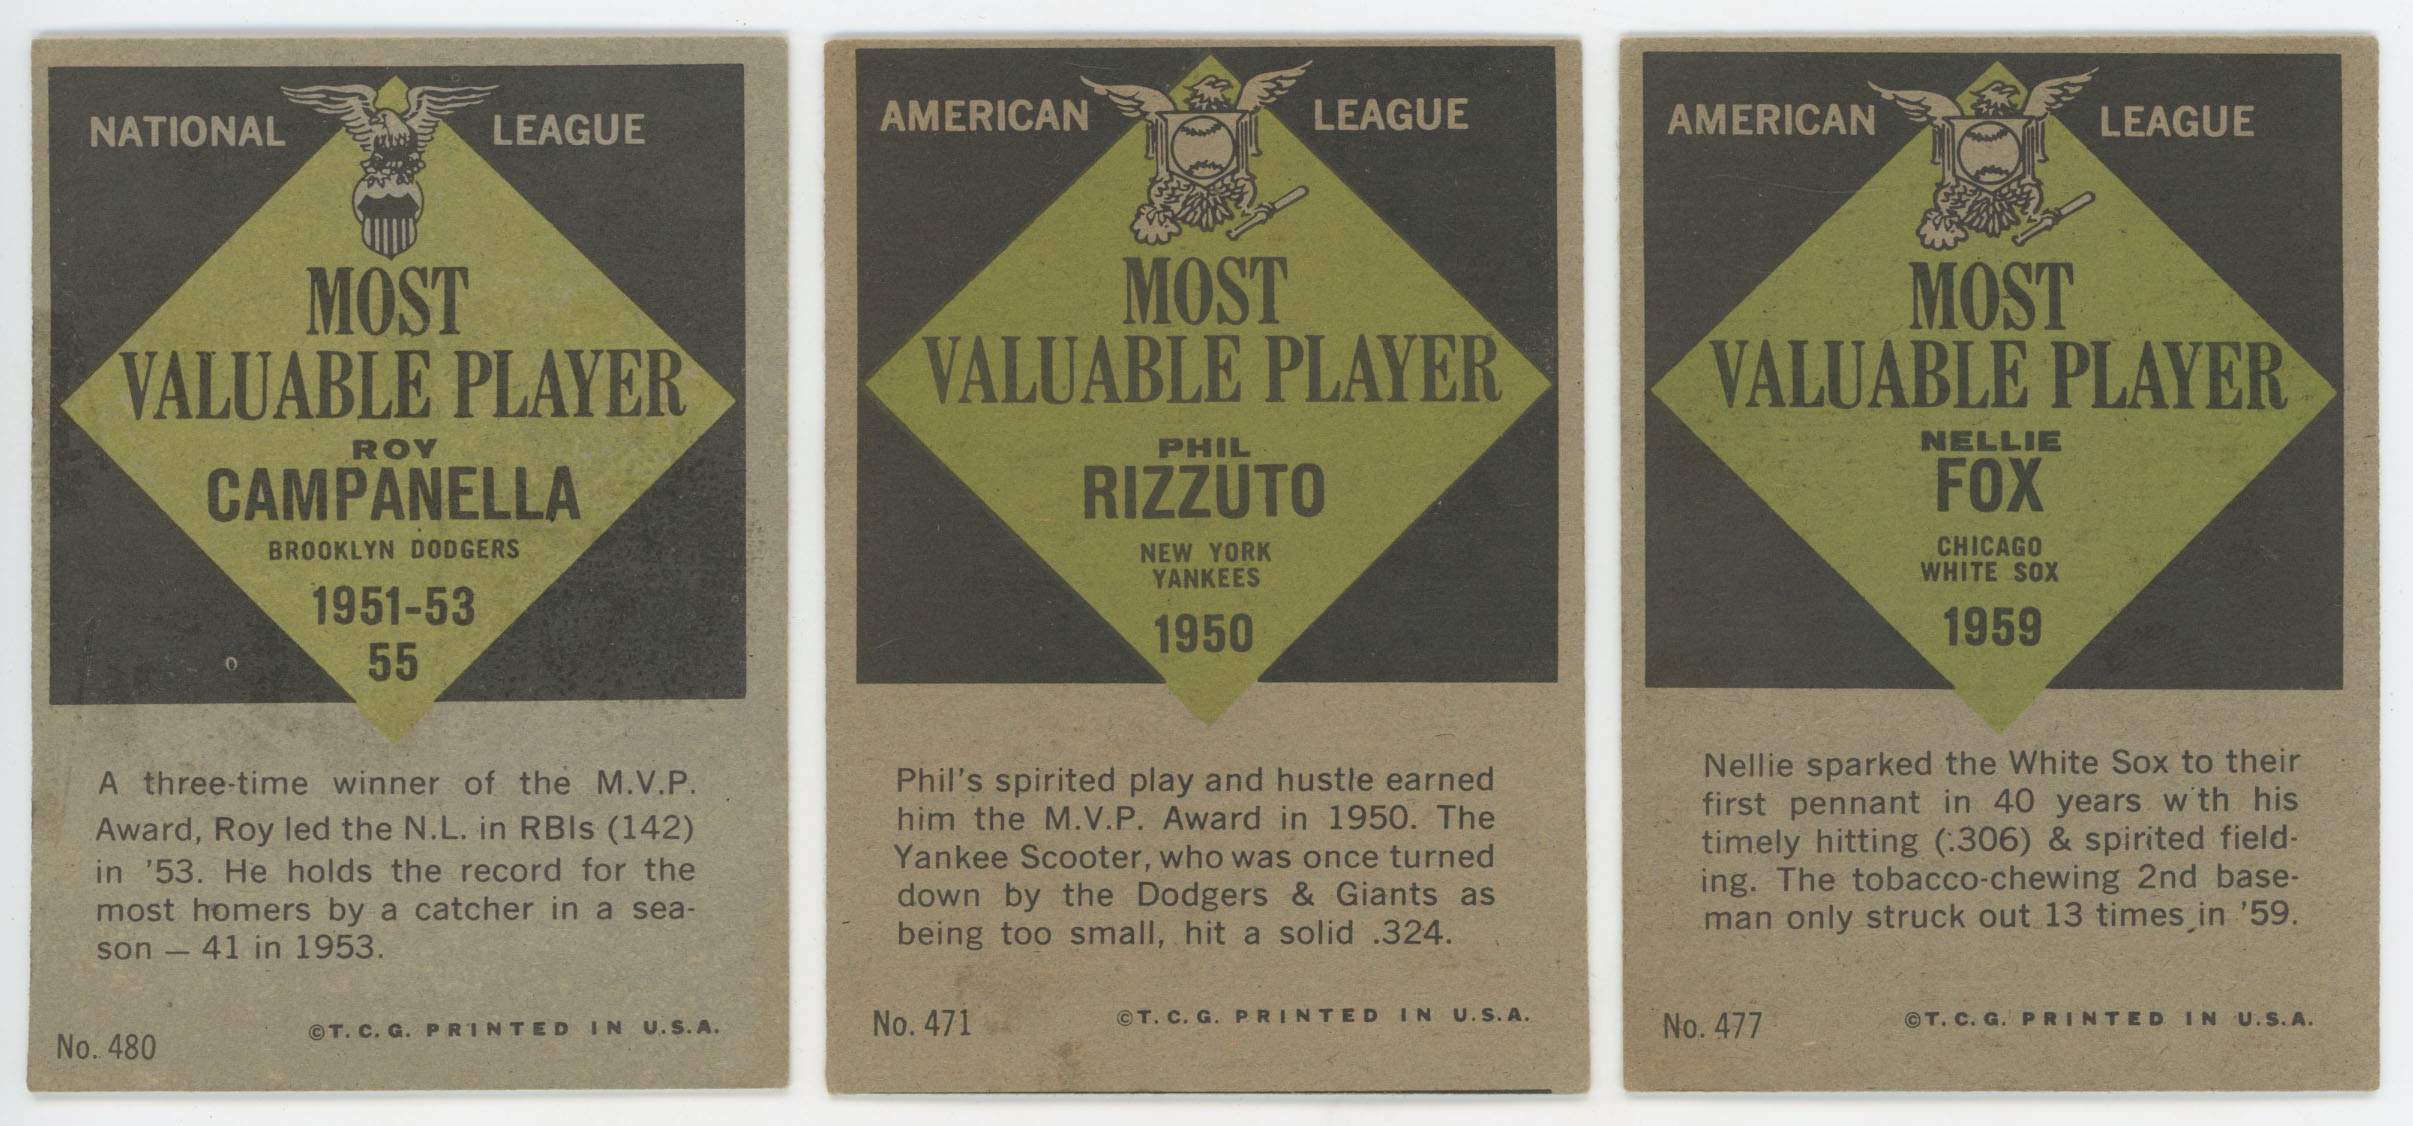 NATIONAL LEAGUE
MOST
VALUABLE PLAYER
ROY
CAMPANELLA
BROOKLYN DODGERS
1951-53
55
A three-time winner of the M.V.P.
Award, Roy led the N.L. in RBIs (142)
in '53. He holds the record for the
most homers by a catcher in a sea-
son — 41 in 1953.
No. 480
©T.C.G. PRINTED IN U.S.A.
AMERICAN LEAGUE
MOST
VALUABLE PLAYER
PHIL
RIZZUTO
NEW YORK
YANKEES
1950
Phil's spirited play and hustle earned
him the M.V.P. Award in 1950. The
Yankee Scooter, who was once turned
down by the Dodgers & Giants as
being too small, hit a solid .324.
No. 471
©T.C.G. PRINTED IN U.S.A.
AMERICAN LEAGUE
MOST
VALUABLE PLAYER
NELLIE
FOX
CHICAGO
WHITE SOX
1959
Nellie sparked the White Sox to their
first pennant in 40 years w'th his
timely hitting (.306) & spirited field-
ing. The tobacco-chewing 2nd base-
man only struck out 13 times in '59.
No. 477
©T.C.G. PRINTED IN U.S.A.